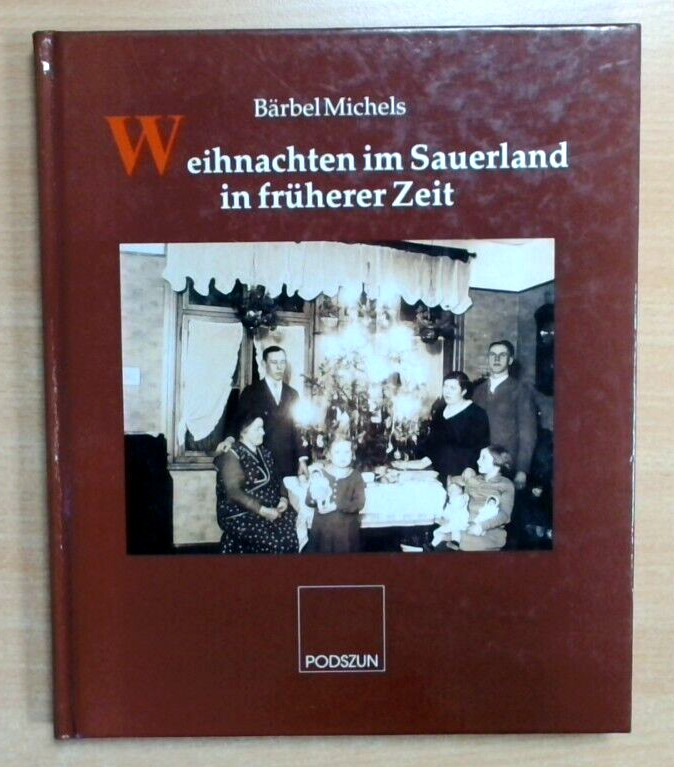 Bärbel Michels
Weihnachten im Sauerland
in früherer Zeit
PODSZUN